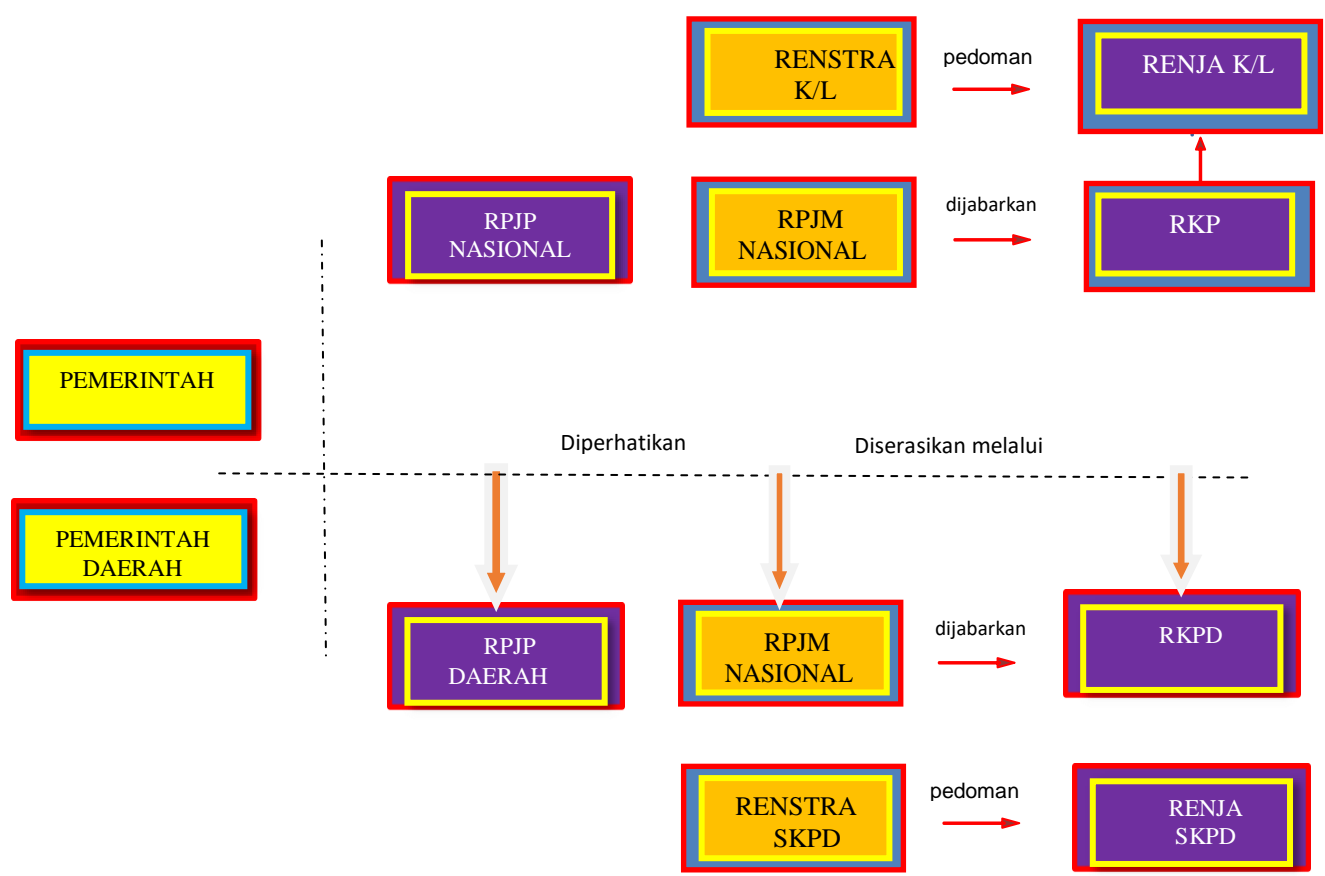 RENSTRA
K/L
pedoman
RENJA K/L
RPJP
NASIONAL
RPJM
NASIONAL
dijabarkan
RKP
PEMERINTAH
Diperhatikan
Diserasikan melalui
PEMERINTAH
DAERAH
RPJP
DAERAH
RPJM
NASIONAL
dijabarkan
RKPD
RENSTRA
SKPD
pedoman
RENJA
SKPD